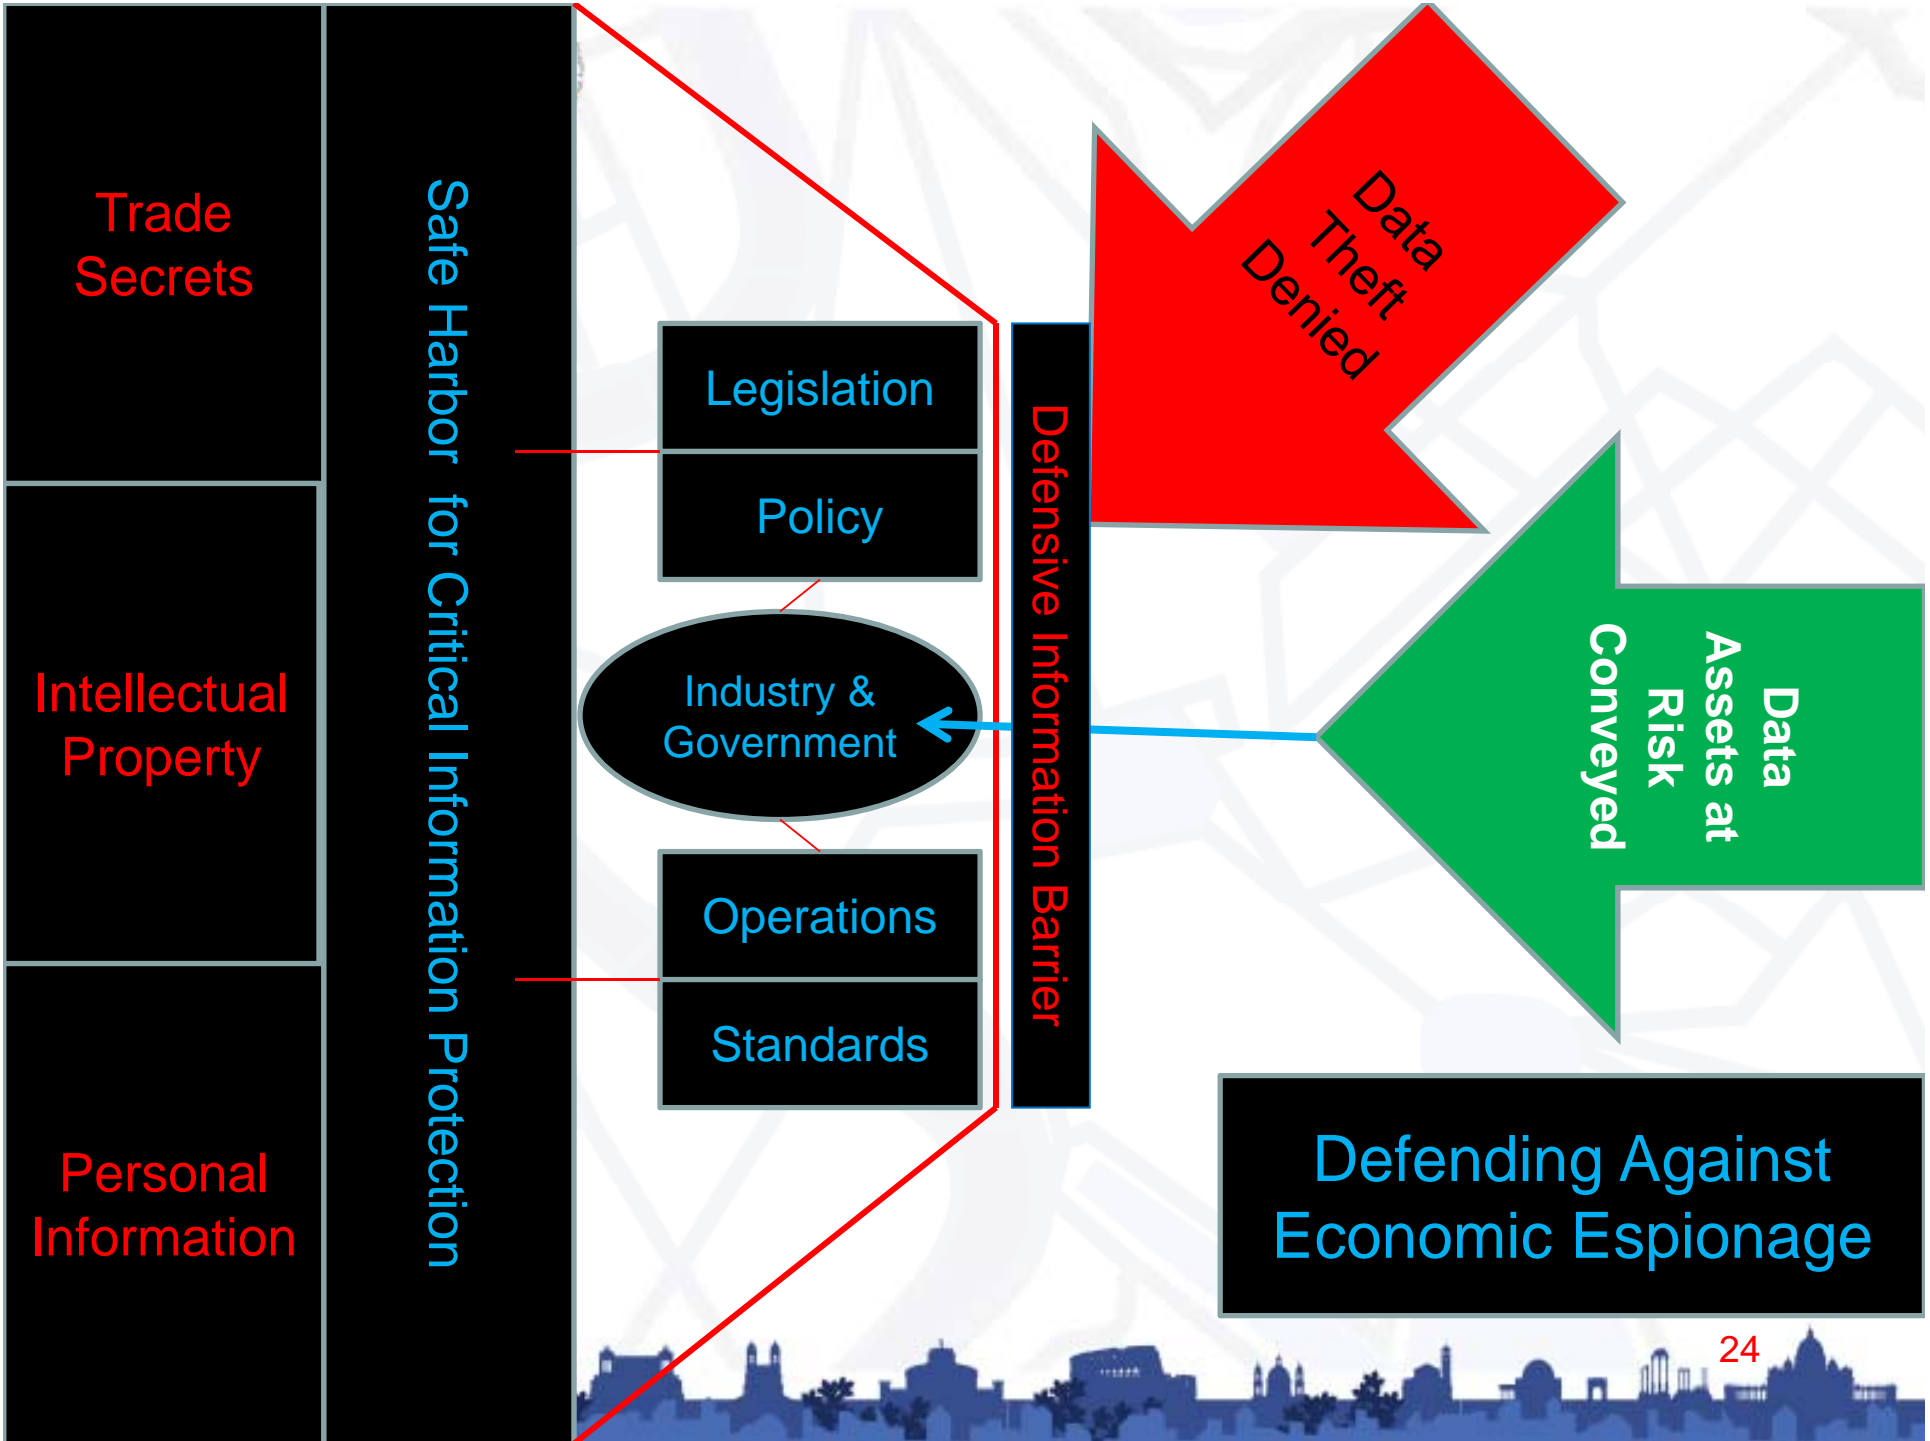 Trade
Secrets
Intellectual
Property
Personal
Information
Safe Harbor for Critical Information Protection
Legislation
Policy
Industry &
Government
Operations
Standards
Defensive Information Barrier
Data
Theft
Denied
Data
Assets at
Risk
Conveyed
Defending Against
Economic Espionage
24